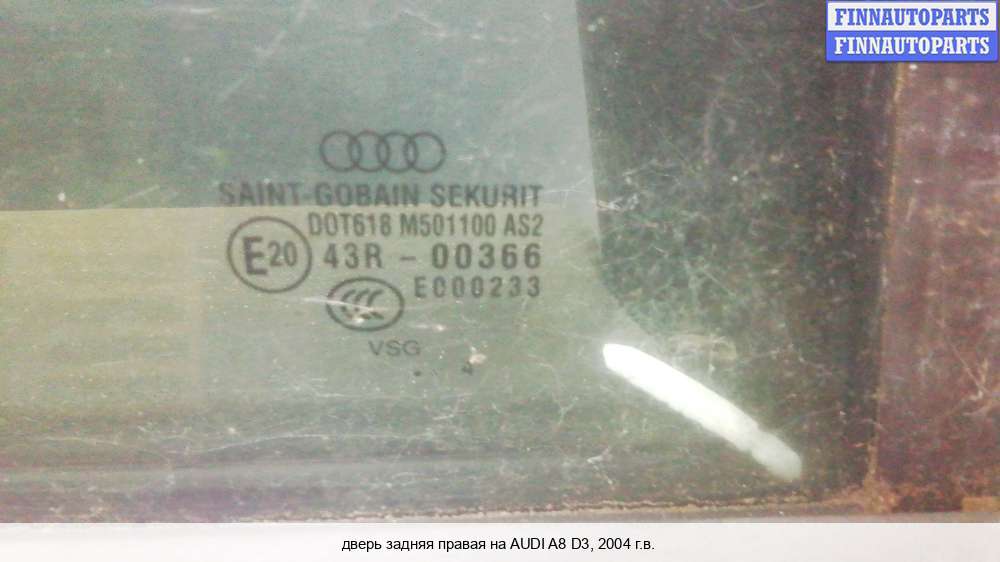 FINNAUTOPARTS
FINNAUTOPARTS
SAINT-GOBAIN SEKURIT
DOT618 M501100 AS2
E20 43R - 00366
CCC E000233
VSG
дверь задняя правая на AUDI A8 D3, 2004 г.в.